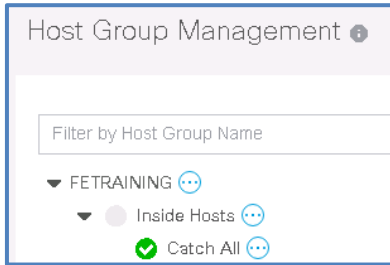 Host Group Management
Filter by Host Group Name
FETRAINING
Inside Hosts
Catch All